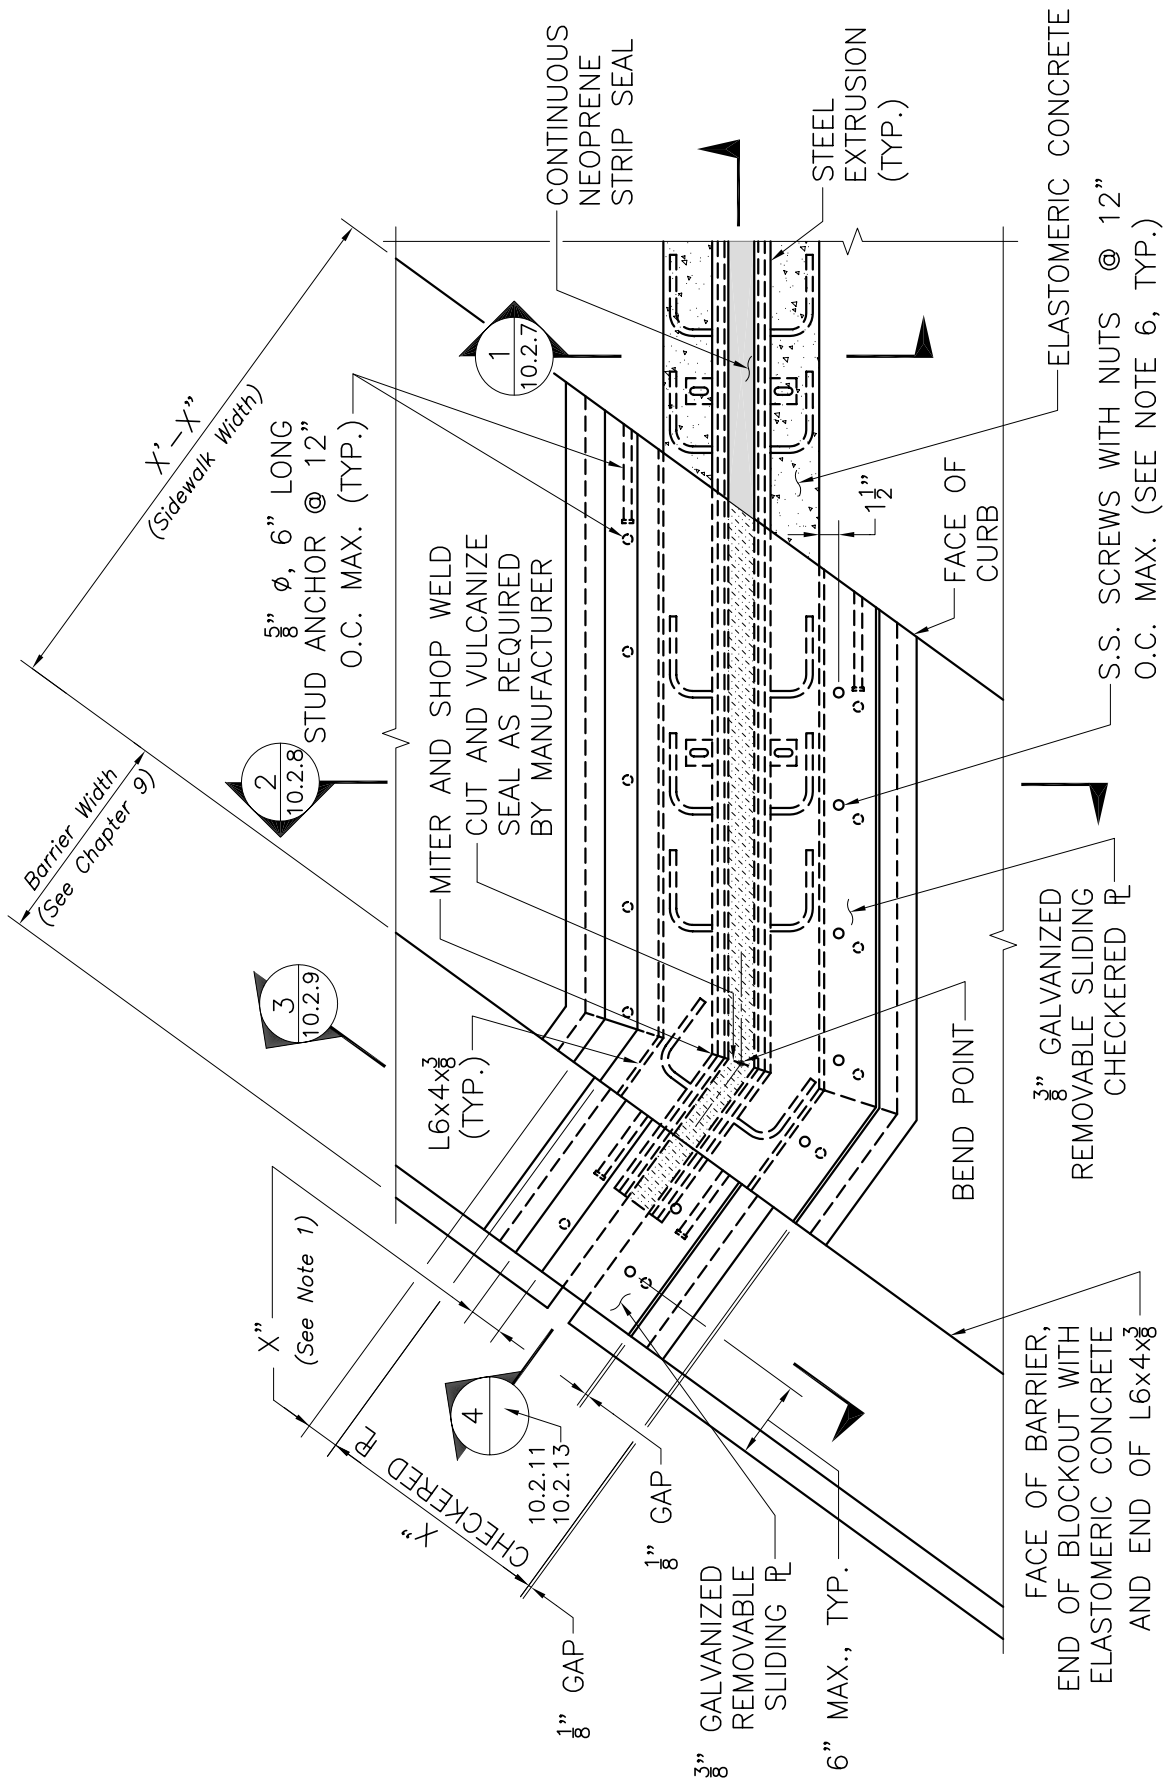 X'-X"
(Sidewalk Width)
Barrier Width
(See Chapter 9)
5/8" ø, 6" LONG
STUD ANCHOR @ 12"
O.C. MAX. (TYP.)
CONTINUOUS
NEOPRENE
STRIP SEAL
STEEL
EXTRUSION
(TYP.)
ELASTOMERIC CONCRETE
1
10.2.7
2
10.2.8
3
10.2.9
4
10.2.11
10.2.13
MITER AND SHOP WELD
CUT AND VULCANIZE
SEAL AS REQUIRED
BY MANUFACTURER
L6x4x3/8
(TYP.)
X"
(See Note 1)
X"
CHECKERED PL
1/8" GAP
1/8" GAP
3/8" GALVANIZED
REMOVABLE
SLIDING PL
6" MAX., TYP.
1 1/2"
FACE OF
CURB
S.S. SCREWS WITH NUTS @ 12"
O.C. MAX. (SEE NOTE 6, TYP.)
BEND POINT
3/8" GALVANIZED
REMOVABLE SLIDING
CHECKERED PL
FACE OF BARRIER,
END OF BLOCKOUT WITH
ELASTOMERIC CONCRETE
AND END OF L6x4x3/8